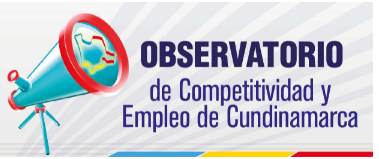 OBSERVATORIO
de Competitividad y
Empleo de Cundinamarca